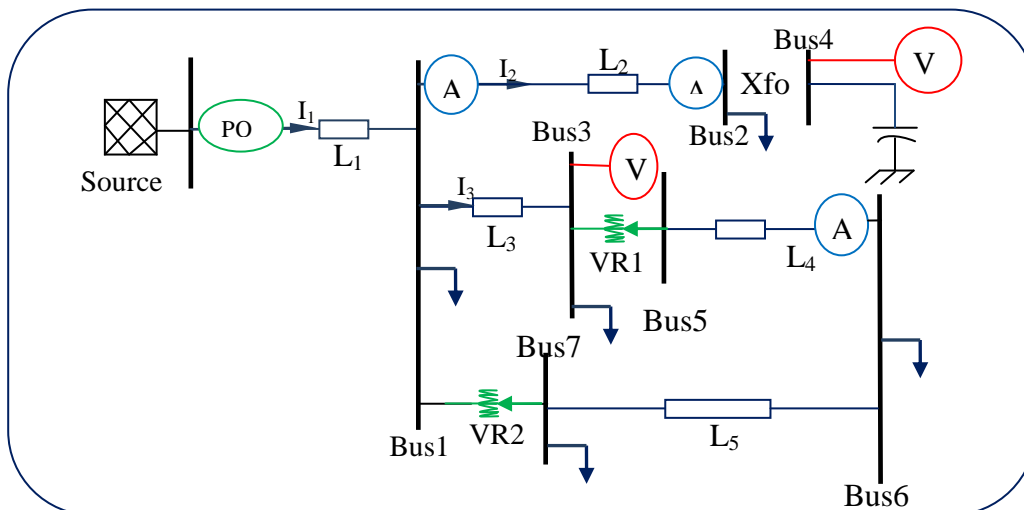 Bus4
I₂
L₂
V
A
Λ
Xfo
I₁
PO
Bus3
Bus2
L₁
Source
V
I₃
A
L₃
L₄
VR1
Bus5
Bus7
VR2
L₅
Bus1
Bus6